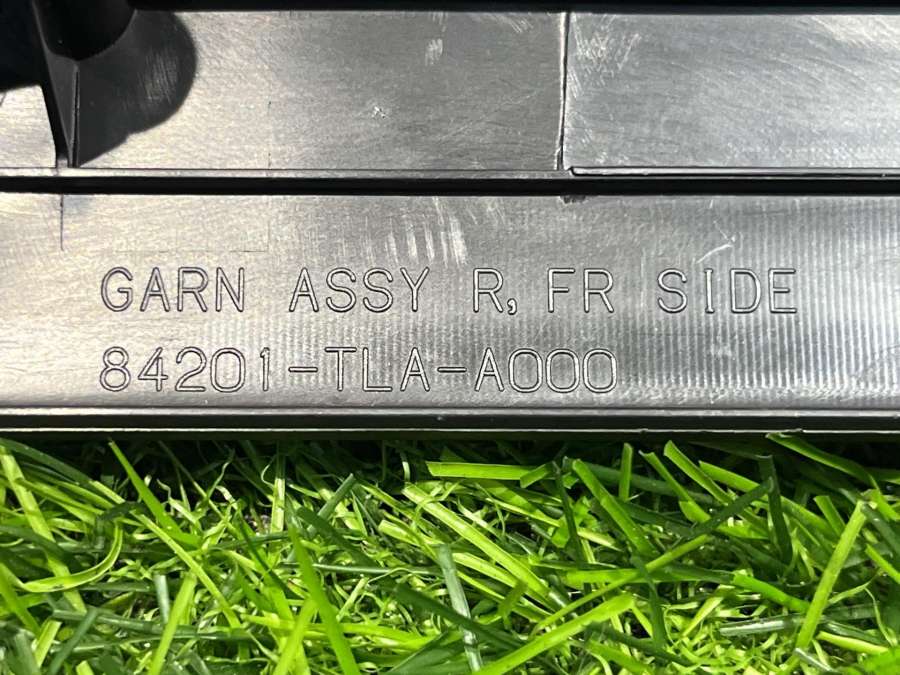 GARN ASSY R, FR SIDE
84201-TLA-A000